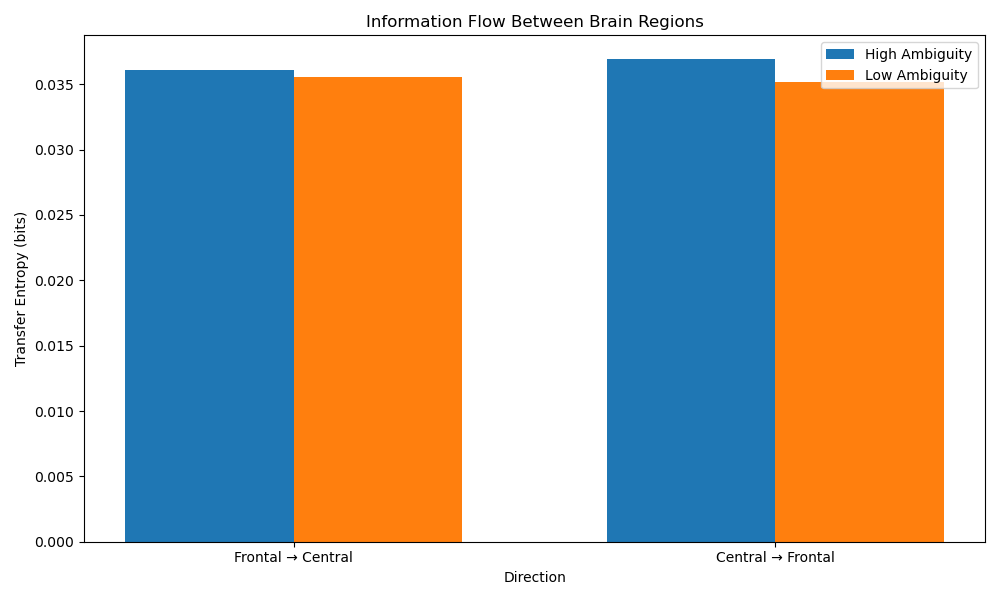 Information Flow Between Brain Regions
High Ambiguity
Low Ambiguity
Transfer Entropy (bits)
0.035
0.030
0.025
0.020
0.015
0.010
0.005
0.000
Frontal → Central
Central → Frontal
Direction